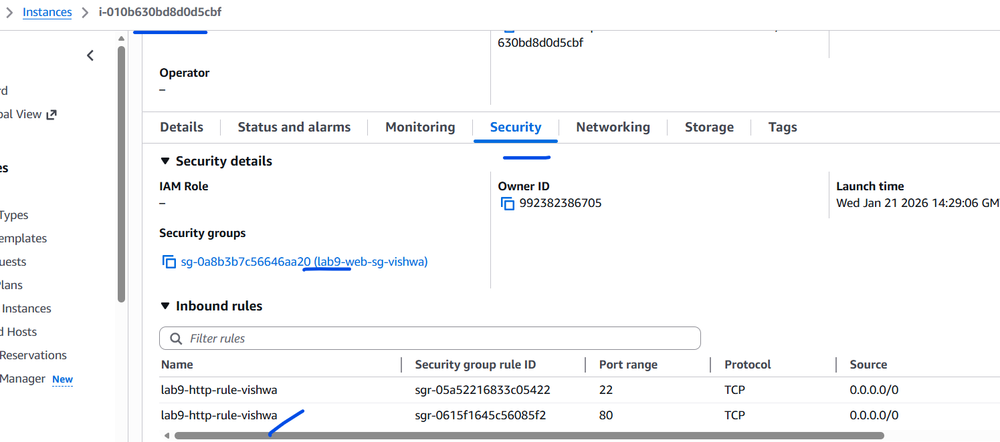 Instances > i-010b630bd8d0d5cbf
630bd8d0d5cbf
Operator
–
rd
bal View
es
Types
emplates
uests
Plans
Instances
d Hosts
Reservations
Manager New
Details Status and alarms Monitoring Security Networking Storage Tags
Security details
IAM Role
–
Owner ID
992382386705
Launch time
Wed Jan 21 2026 14:29:06 GM
Security groups
sg-0a8b3b7c56646aa20 (lab9-web-sg-vishwa)
Inbound rules
Filter rules
Name Security group rule ID Port range Protocol Source
lab9-http-rule-vishwa sgr-05a52216833c05422 22 TCP 0.0.0.0/0
lab9-http-rule-vishwa sgr-0615f1645c56085f2 80 TCP 0.0.0.0/0